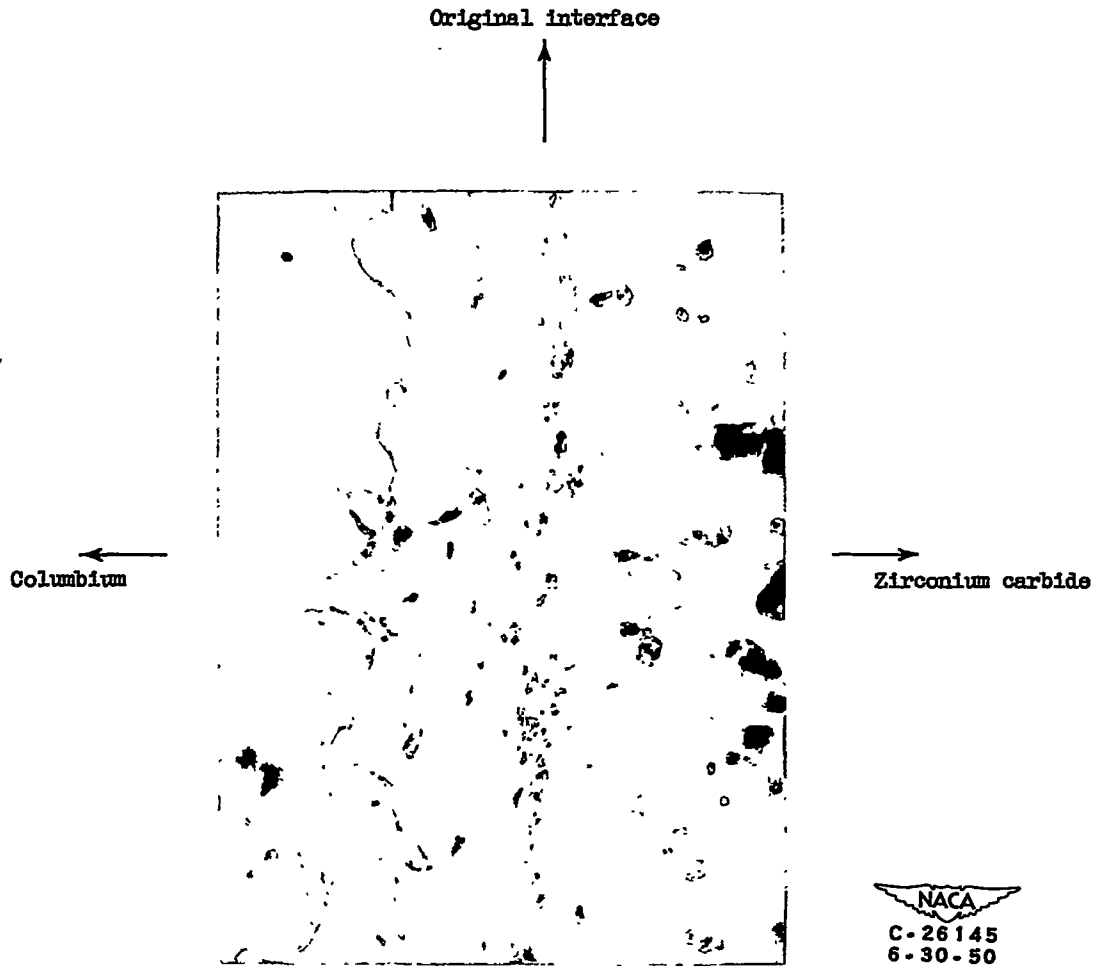 Original interface
Columbium
Zirconium carbide
NACA
C-26145
6-30-50